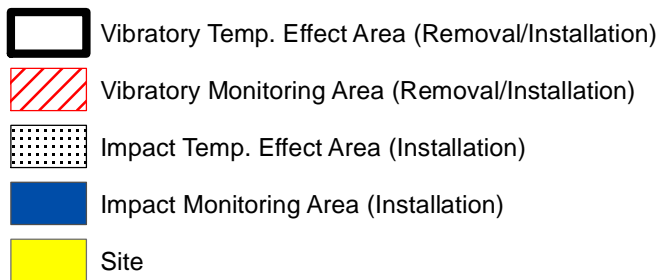 Vibratory Temp. Effect Area (Removal/Installation)
Vibratory Monitoring Area (Removal/Installation)
Impact Temp. Effect Area (Installation)
Impact Monitoring Area (Installation)
Site